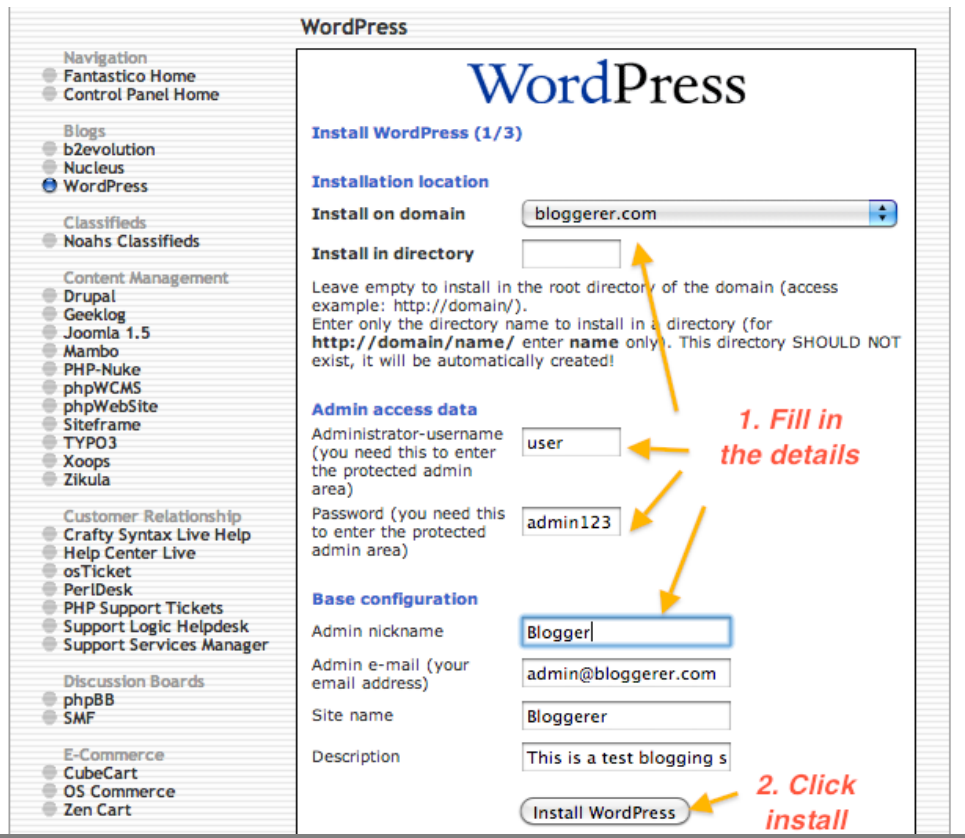 WordPress
Navigation
Fantastico Home
Control Panel Home
Blogs
b2evolution
Nucleus
WordPress
Classifieds
Noahs Classifieds
Content Management
Drupal
Geeklog
Joomla 1.5
Mambo
PHP-Nuke
phpWCMS
phpWebSite
Siteframe
TYPO3
Xoops
Zikula
Customer Relationship
Crafty Syntax Live Help
Help Center Live
osTicket
PerlDesk
PHP Support Tickets
Support Logic Helpdesk
Support Services Manager
Discussion Boards
phpBB
SMF
E-Commerce
CubeCart
OS Commerce
Zen Cart
WordPress
Install WordPress (1/3)
Installation location
Install on domain
bloggerer.com
Install in directory
Leave empty to install in the root directory of the domain (access
example: http://domain/).
Enter only the directory name to install in a directory (for
http://domain/name/ enter name only). This directory SHOULD NOT
exist, it will be automatically created!
Admin access data
Administrator-username
(you need this to enter
the protected admin
area)
user
Password (you need this
to enter the protected
admin area)
admin123
1. Fill in
the details
Base configuration
Admin nickname
Blogger
Admin e-mail (your
email address)
admin@bloggerer.com
Site name
Bloggerer
Description
This is a test blogging s
Install WordPress
2. Click
install